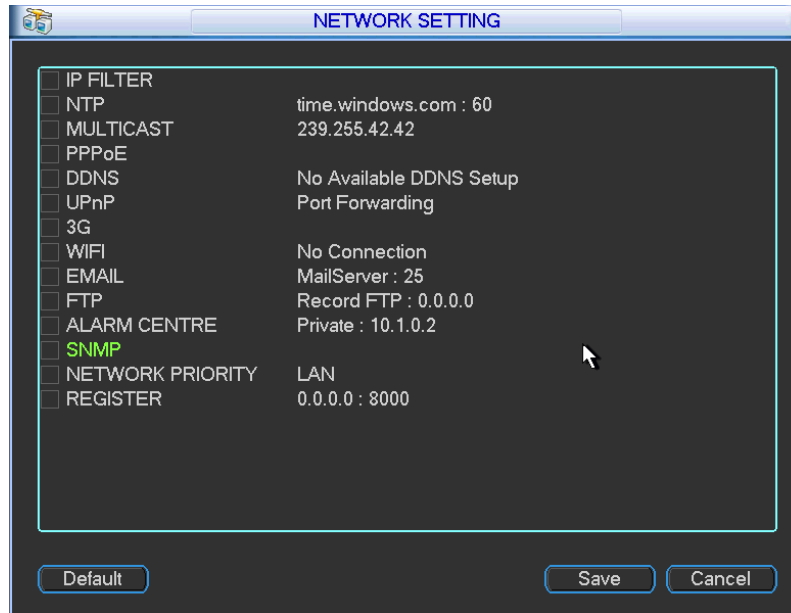 NETWORK SETTING
IP FILTER
NTP time.windows.com : 60
MULTICAST 239.255.42.42
PPPoE
DDNS No Available DDNS Setup
UPnP Port Forwarding
3G
WIFI No Connection
EMAIL MailServer : 25
FTP Record FTP : 0.0.0.0
ALARM CENTRE Private : 10.1.0.2
SNMP
NETWORK PRIORITY LAN
REGISTER 0.0.0.0 : 8000
Default Save Cancel